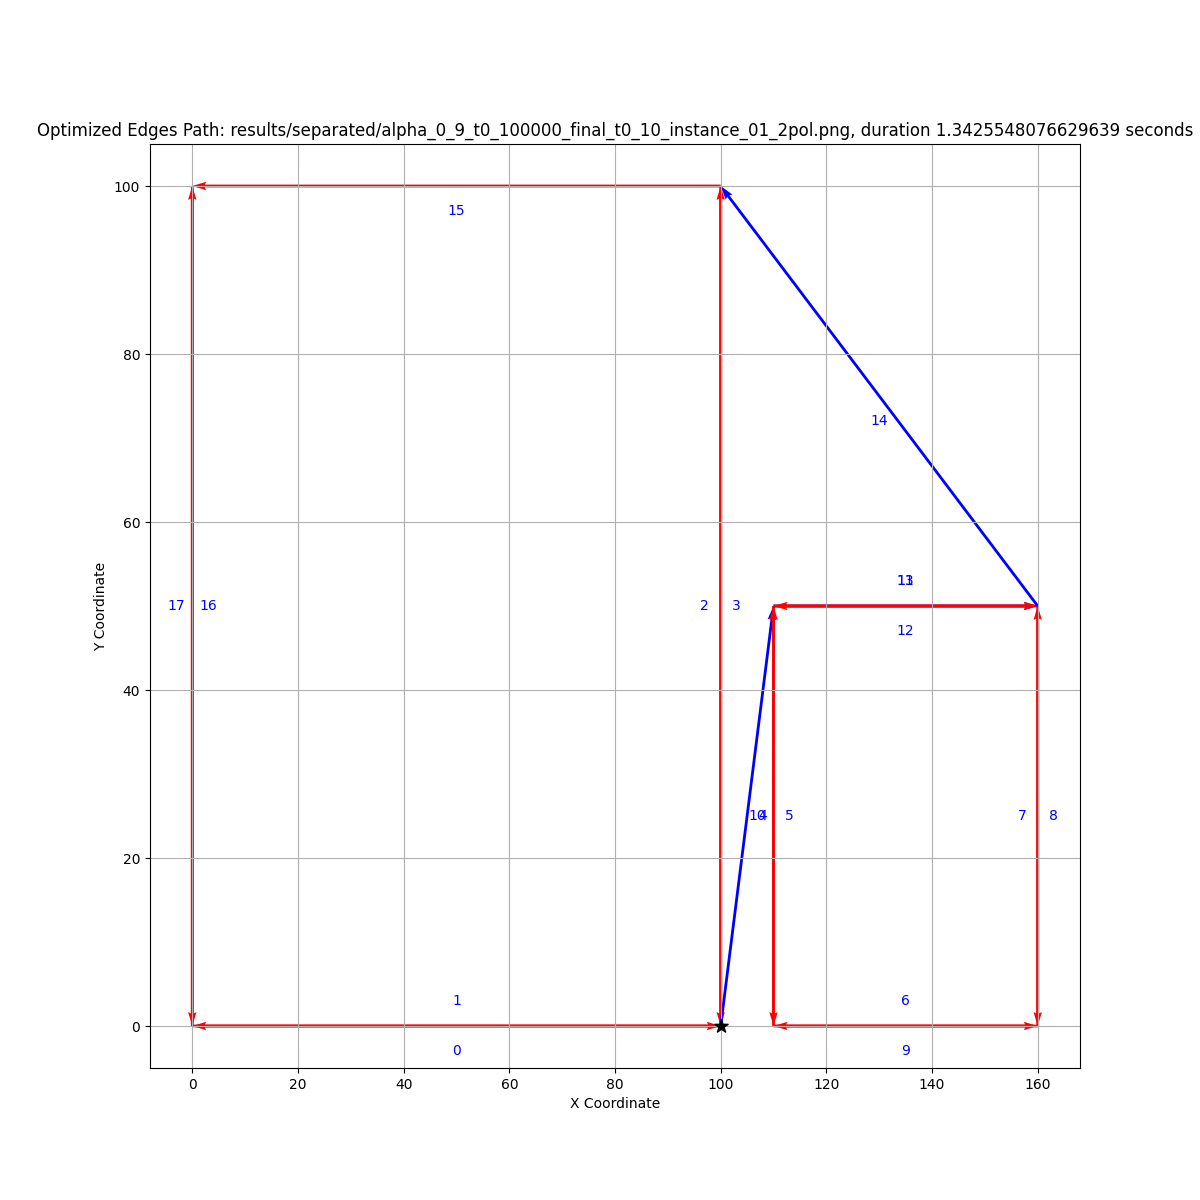 Optimized Edges Path: results/separated/alpha_0_9_t0_100000_final_t0_10_instance_01_2pol.png, duration 1.3425548076629639 seconds
100
15
80
14
60
13
11
17 16 2 3
12
40
10 4 5 7 8
20
1 6
0
0 9
0 20 40 60 80 100 120 140 160
X Coordinate
Y Coordinate